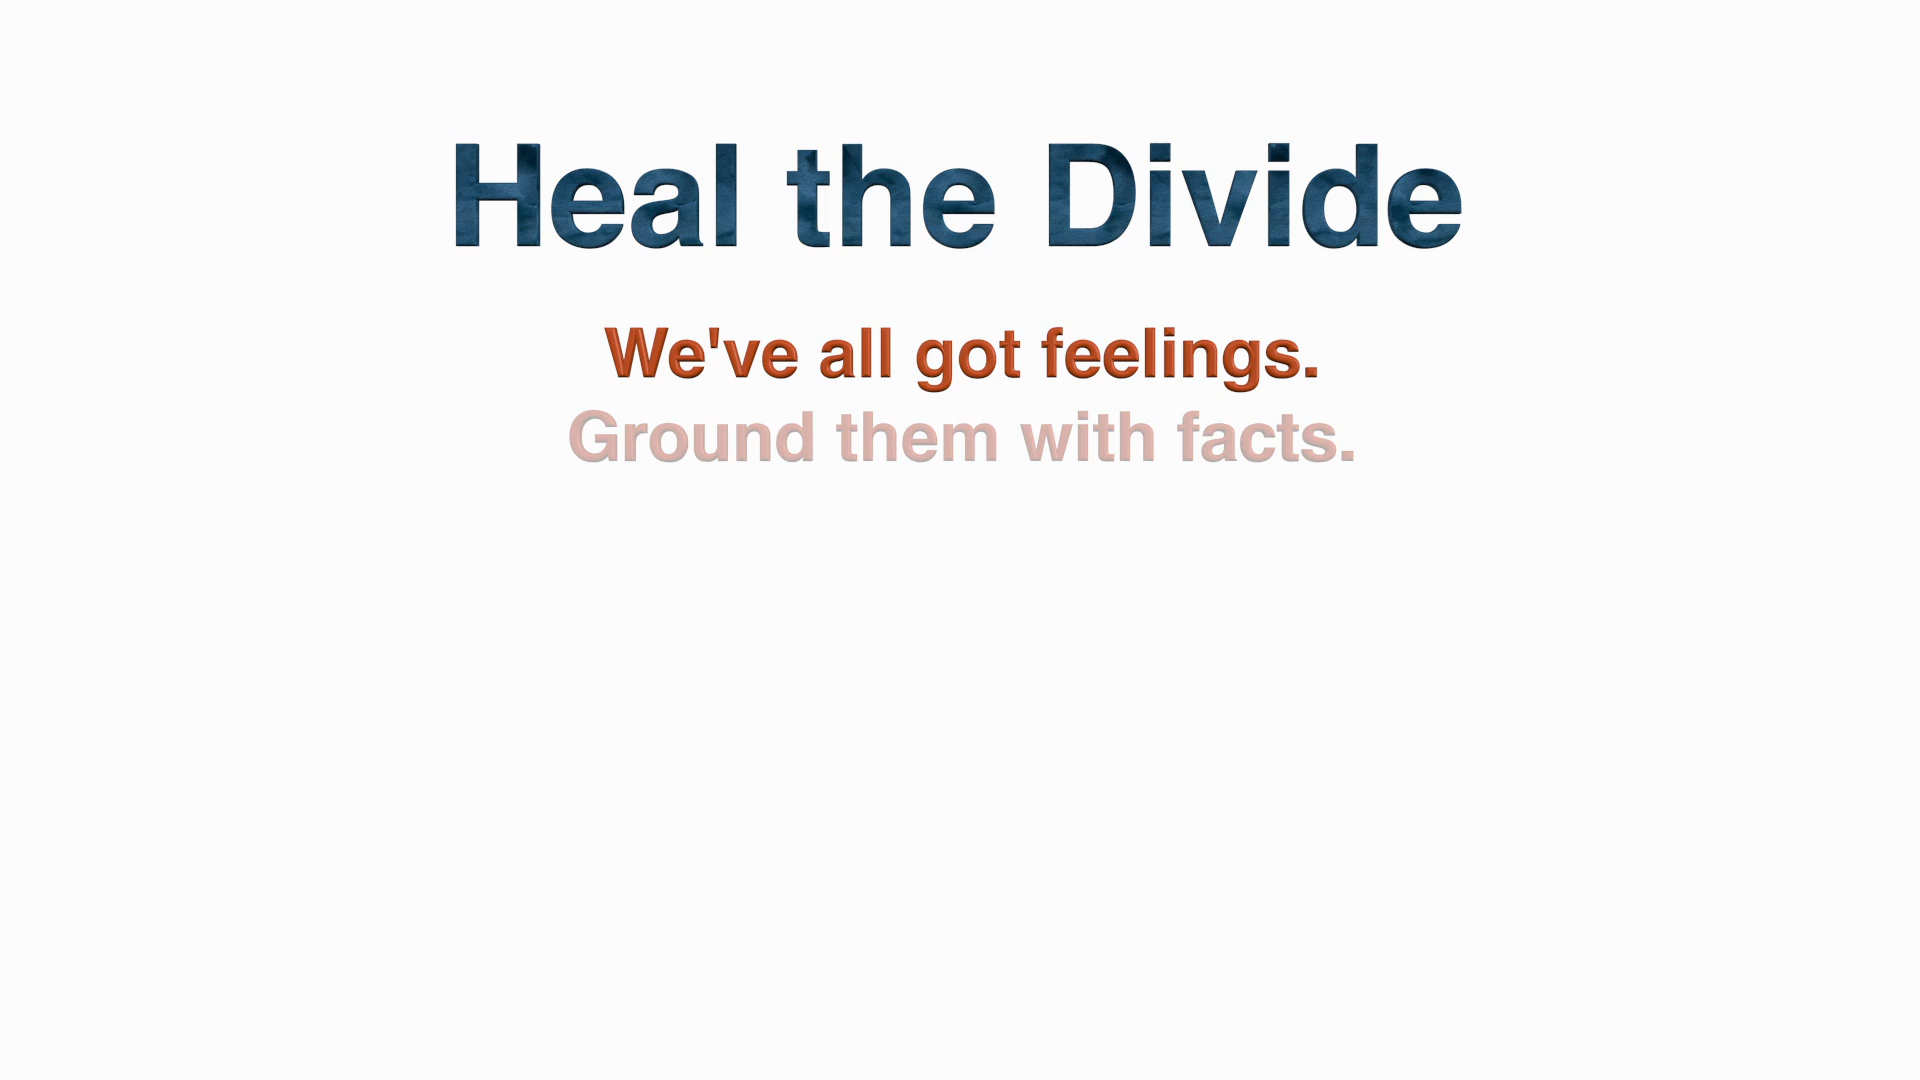 Heal the Divide
We've all got feelings.
Ground them with facts.